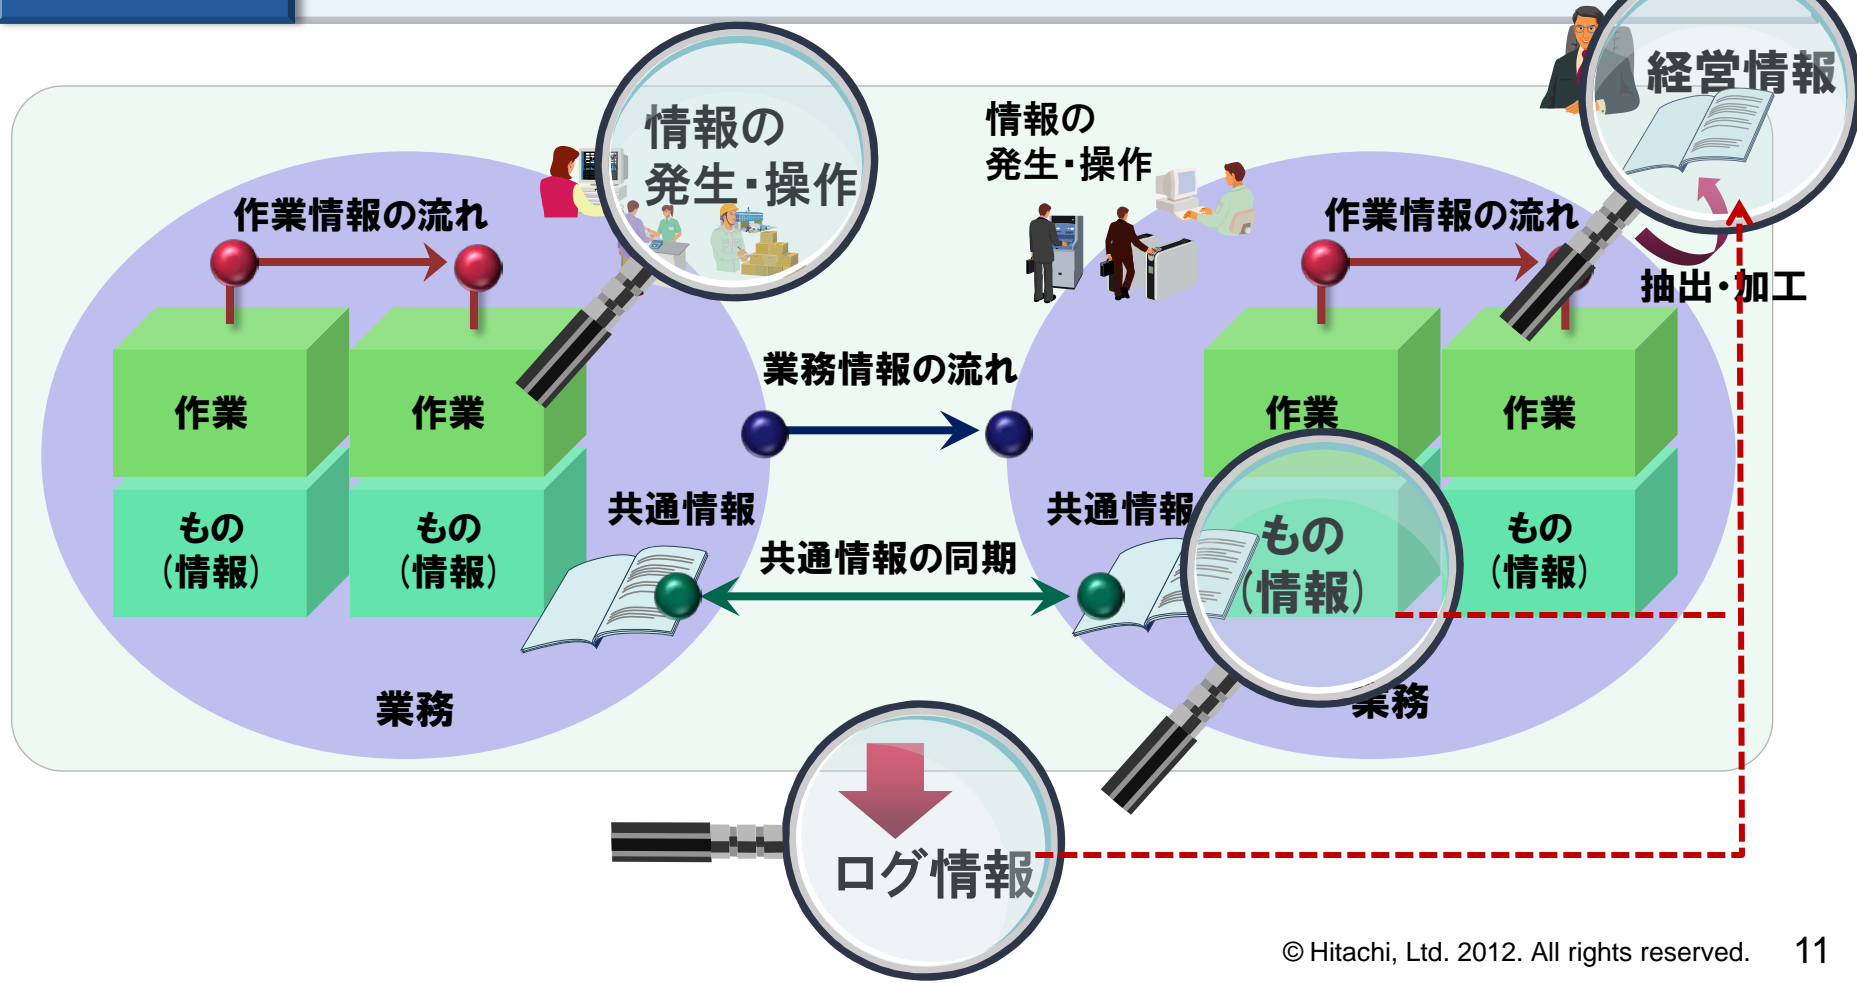 経営情報
情報の
発生・操作
情報の
発生・操作
作業情報の流れ
作業情報の流れ
抽出・加工
業務情報の流れ
作業
作業
作業
作業
共通情報
共通情報
もの
(情報)
もの
(情報)
共通情報の同期
もの
(情報)
もの
(情報)
業務
業務
ログ情報
© Hitachi, Ltd. 2012. All rights reserved.
11